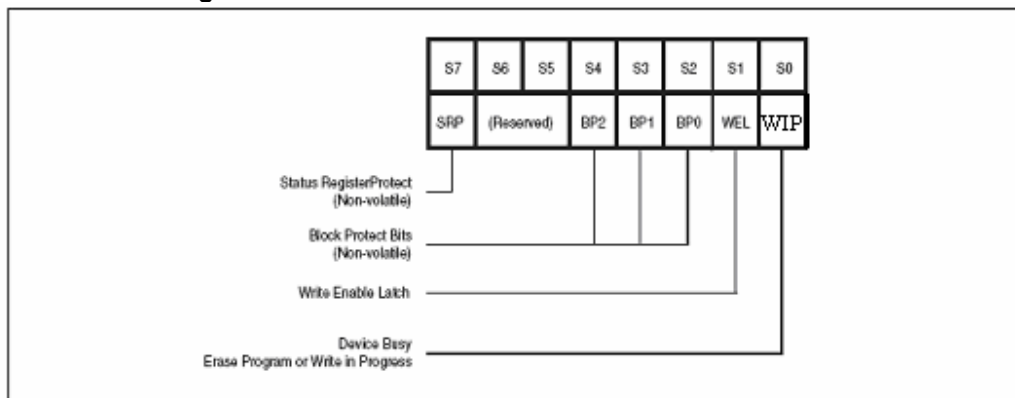 S7 S6 S5 S4 S3 S2 S1 S0
SRP (Reserved) BP2 BP1 BP0 WEL WIP
Status RegisterProtect
(Non-volatile)
Block Protect Bits
(Non-volatile)
Write Enable Latch
Device Busy
Erase Program or Write in Progress